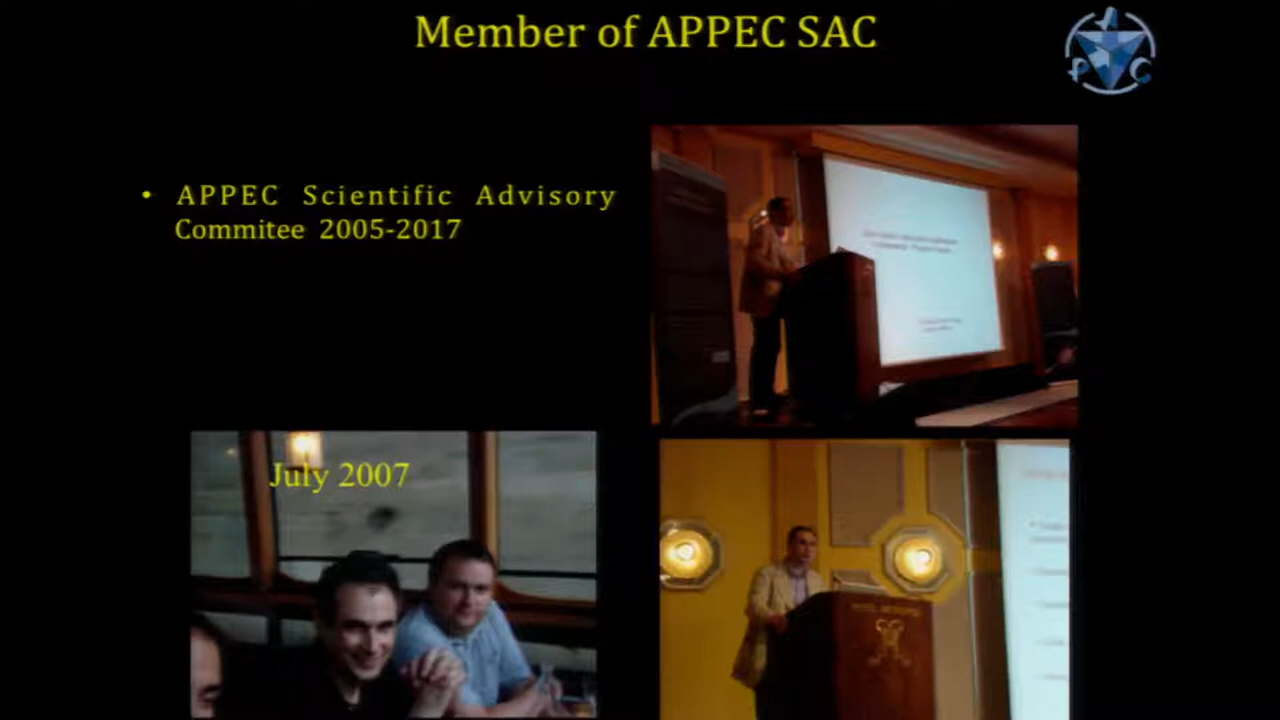 Member of APPEC SAC
• APPEC Scientific Advisory
Commitee 2005-2017
July 2007